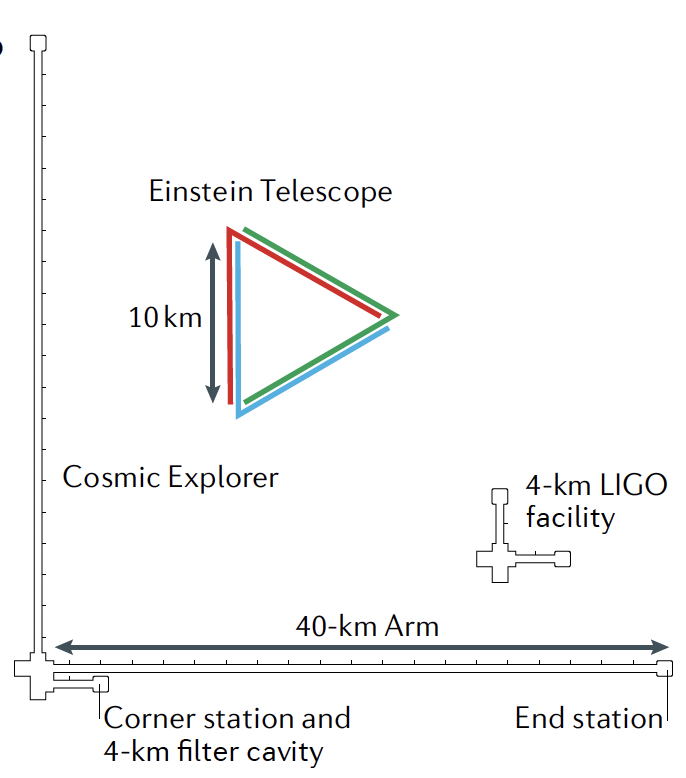 Einstein Telescope
10 km
Cosmic Explorer
4-km LIGO
facility
40-km Arm
Corner station and
4-km filter cavity
End station